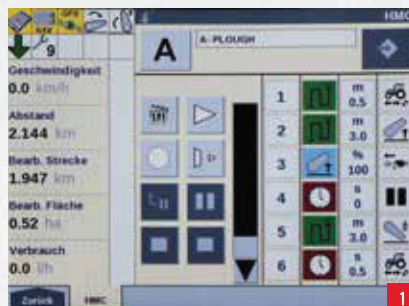 GPS
HMC
9
A
A- PLOUGH
Geschwindigkeit
0.0 km/h
Abstand
2.144 km
Bearb. Strecke
1.947 km
Bearb. Fläche
0.52 ha
Verbrauch
0.0 l/h
1 m 0.5
2 m 3.0
3 % 100
4 s 0
5 m 3.0
6 s 0.5
Zurück HMC
1